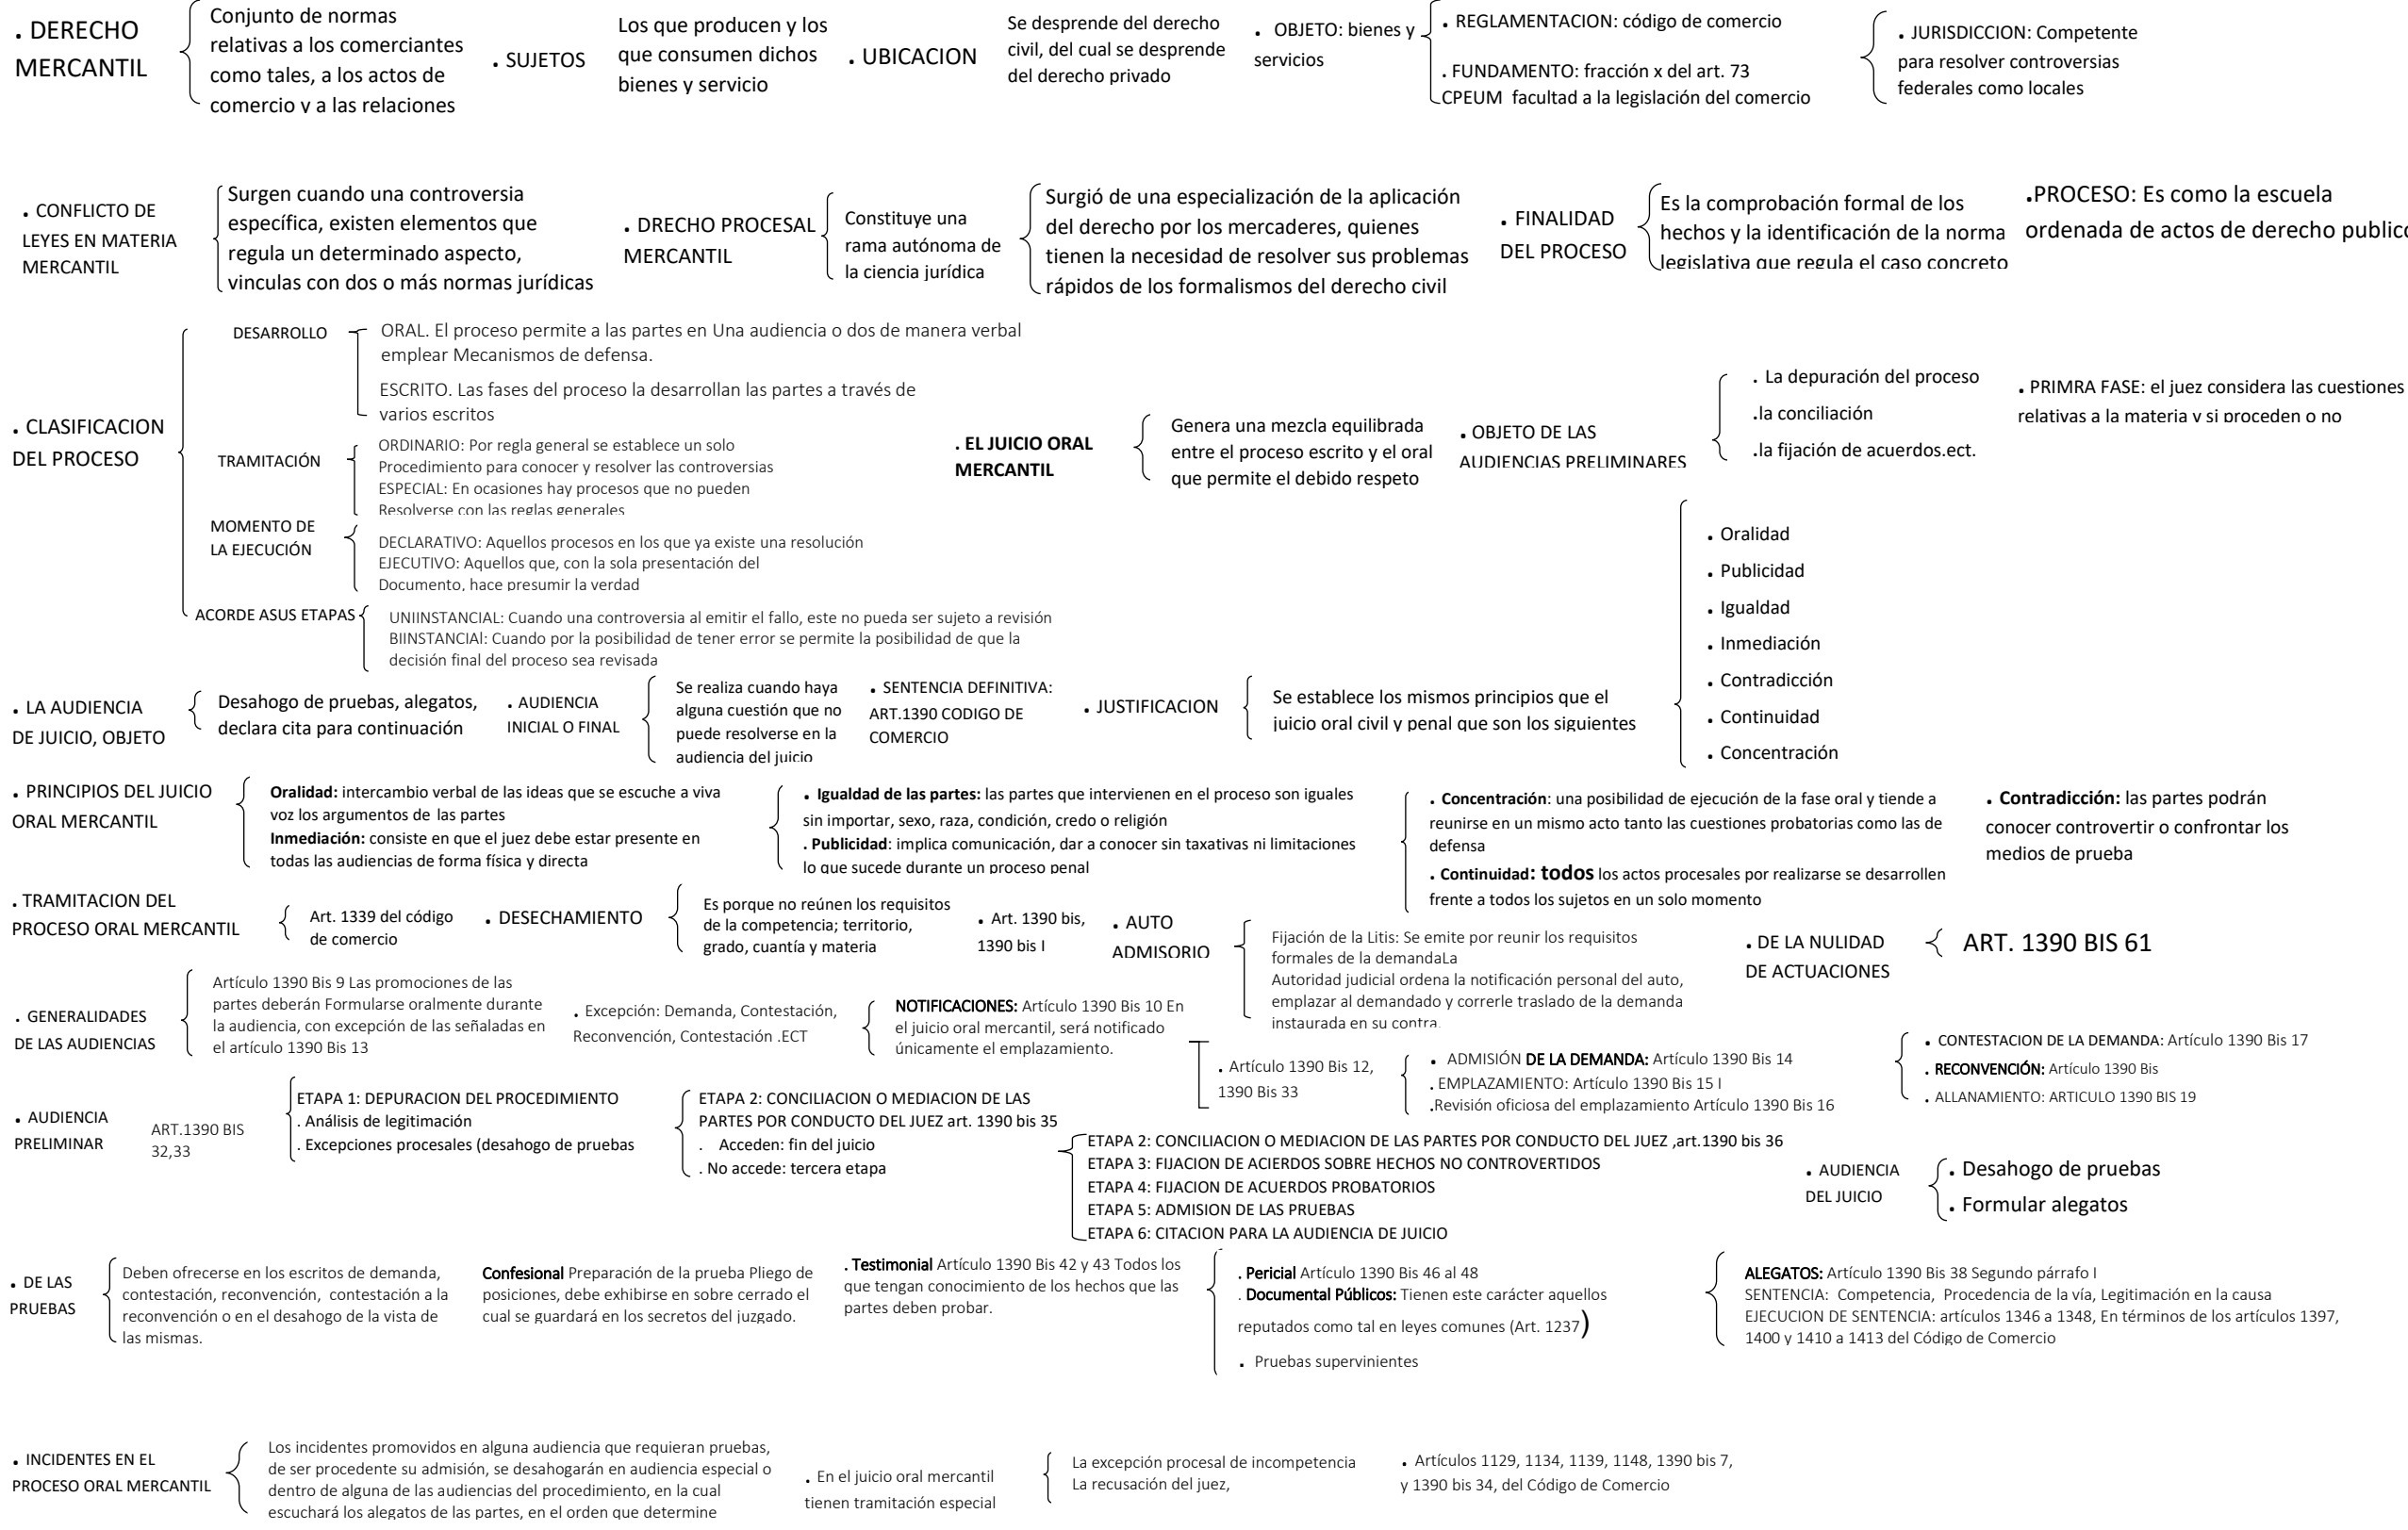 . DERECHO
MERCANTIL
Conjunto de normas
relativas a los comerciantes
como tales, a los actos de
comercio y a las relaciones
. SUJETOS
Los que producen y los
que consumen dichos
bienes y servicio
. UBICACION
Se desprende del derecho
civil, del cual se desprende
del derecho privado
. OBJETO: bienes y
servicios
. REGLAMENTACION: código de comercio
. FUNDAMENTO: fracción x del art. 73
CPEUM facultad a la legislación del comercio
. JURISDICCION: Competente
para resolver controversias
federales como locales
. CONFLICTO DE
LEYES EN MATERIA
MERCANTIL
Surgen cuando una controversia
específica, existen elementos que
regula un determinado aspecto,
vinculas con dos o más normas jurídicas
. DRECHO PROCESAL
MERCANTIL
Constituye una
rama autónoma de
la ciencia jurídica
Surgió de una especialización de la aplicación
del derecho por los mercaderes, quienes
tienen la necesidad de resolver sus problemas
rápidos de los formalismos del derecho civil
. FINALIDAD
DEL PROCESO
Es la comprobación formal de los
hechos y la identificación de la norma
legislativa que regula el caso concreto
.PROCESO: Es como la escuela
ordenada de actos de derecho publico
. CLASIFICACION
DEL PROCESO
DESARROLLO
ORAL. El proceso permite a las partes en Una audiencia o dos de manera verbal
emplear Mecanismos de defensa.
ESCRITO. Las fases del proceso la desarrollan las partes a través de
varios escritos
TRAMITACIÓN
ORDINARIO: Por regla general se establece un solo
Procedimiento para conocer y resolver las controversias
ESPECIAL: En ocasiones hay procesos que no pueden
Resolverse con las reglas generales
MOMENTO DE
LA EJECUCIÓN
DECLARATIVO: Aquellos procesos en los que ya existe una resolución
EJECUTIVO: Aquellos que, con la sola presentación del
Documento, hace presumir la verdad
ACORDE ASUS ETAPAS
UNIINSTANCIAL: Cuando una controversia al emitir el fallo, este no pueda ser sujeto a revisión
BIINSTANCIAl: Cuando por la posibilidad de tener error se permite la posibilidad de que la
decisión final del proceso sea revisada
. EL JUICIO ORAL
MERCANTIL
Genera una mezcla equilibrada
entre el proceso escrito y el oral
que permite el debido respeto
. OBJETO DE LAS
AUDIENCIAS PRELIMINARES
. La depuración del proceso
.la conciliación
.la fijación de acuerdos.ect.
. PRIMRA FASE: el juez considera las cuestiones
relativas a la materia y si proceden o no
. LA AUDIENCIA
DE JUICIO, OBJETO
Desahogo de pruebas, alegatos,
declara cita para continuación
. AUDIENCIA
INICIAL O FINAL
Se realiza cuando haya
alguna cuestión que no
puede resolverse en la
audiencia del juicio
. SENTENCIA DEFINITIVA:
ART.1390 CODIGO DE
COMERCIO
. JUSTIFICACION
Se establece los mismos principios que el
juicio oral civil y penal que son los siguientes
. Oralidad
. Publicidad
. Igualdad
. Inmediación
. Contradicción
. Continuidad
. Concentración
. PRINCIPIOS DEL JUICIO
ORAL MERCANTIL
Oralidad: intercambio verbal de las ideas que se escuche a viva
voz los argumentos de las partes
Inmediación: consiste en que el juez debe estar presente en
todas las audiencias de forma física y directa
. Igualdad de las partes: las partes que intervienen en el proceso son iguales
sin importar, sexo, raza, condición, credo o religión
. Publicidad: implica comunicación, dar a conocer sin taxativas ni limitaciones
lo que sucede durante un proceso penal
. Concentración: una posibilidad de ejecución de la fase oral y tiende a
reunirse en un mismo acto tanto las cuestiones probatorias como las de
defensa
. Continuidad: todos los actos procesales por realizarse se desarrollen
frente a todos los sujetos en un solo momento
. Contradicción: las partes podrán
conocer controvertir o confrontar los
medios de prueba
. TRAMITACION DEL
PROCESO ORAL MERCANTIL
Art. 1339 del código
de comercio
. DESECHAMIENTO
Es porque no reúnen los requisitos
de la competencia; territorio,
grado, cuantía y materia
. Art. 1390 bis,
1390 bis I
. AUTO
ADMISORIO
Fijación de la Litis: Se emite por reunir los requisitos
formales de la demandaLa
Autoridad judicial ordena la notificación personal del auto,
emplazar al demandado y correrle traslado de la demanda
instaurada en su contra.
. DE LA NULIDAD
DE ACTUACIONES
ART. 1390 BIS 61
. GENERALIDADES
DE LAS AUDIENCIAS
Artículo 1390 Bis 9 Las promociones de las
partes deberán Formularse oralmente durante
la audiencia, con excepción de las señaladas en
el artículo 1390 Bis 13
. Excepción: Demanda, Contestación,
Reconvención, Contestación .ECT
NOTIFICACIONES: Artículo 1390 Bis 10 En
el juicio oral mercantil, será notificado
únicamente el emplazamiento.
. Artículo 1390 Bis 12,
1390 Bis 33
. ADMISIÓN DE LA DEMANDA: Artículo 1390 Bis 14
. EMPLAZAMIENTO: Artículo 1390 Bis 15 I
.Revisión oficiosa del emplazamiento Artículo 1390 Bis 16
. CONTESTACION DE LA DEMANDA: Artículo 1390 Bis 17
. RECONVENCIÓN: Artículo 1390 Bis
. ALLANAMIENTO: ARTICULO 1390 BIS 19
. AUDIENCIA
PRELIMINAR
ART.1390 BIS
32,33
ETAPA 1: DEPURACION DEL PROCEDIMIENTO
. Análisis de legitimación
. Excepciones procesales (desahogo de pruebas
ETAPA 2: CONCILIACION O MEDIACION DE LAS
PARTES POR CONDUCTO DEL JUEZ art. 1390 bis 35
. Acceden: fin del juicio
. No accede: tercera etapa
ETAPA 2: CONCILIACION O MEDIACION DE LAS PARTES POR CONDUCTO DEL JUEZ ,art.1390 bis 36
ETAPA 3: FIJACION DE ACIERDOS SOBRE HECHOS NO CONTROVERTIDOS
ETAPA 4: FIJACION DE ACUERDOS PROBATORIOS
ETAPA 5: ADMISION DE LAS PRUEBAS
ETAPA 6: CITACION PARA LA AUDIENCIA DE JUICIO
. AUDIENCIA
DEL JUICIO
. Desahogo de pruebas
. Formular alegatos
. DE LAS
PRUEBAS
Deben ofrecerse en los escritos de demanda,
contestación, reconvención, contestación a la
reconvención o en el desahogo de la vista de
las mismas.
Confesional Preparación de la prueba Pliego de
posiciones, debe exhibirse en sobre cerrado el
cual se guardará en los secretos del juzgado.
. Testimonial Artículo 1390 Bis 42 y 43 Todos los
que tengan conocimiento de los hechos que las
partes deben probar.
. Pericial Artículo 1390 Bis 46 al 48
. Documental Públicos: Tienen este carácter aquellos
reputados como tal en leyes comunes (Art. 1237)
. Pruebas supervinientes
ALEGATOS: Artículo 1390 Bis 38 Segundo párrafo I
SENTENCIA: Competencia, Procedencia de la vía, Legitimación en la causa
EJECUCION DE SENTENCIA: artículos 1346 a 1348, En términos de los artículos 1397,
1400 y 1410 a 1413 del Código de Comercio
. INCIDENTES EN EL
PROCESO ORAL MERCANTIL
Los incidentes promovidos en alguna audiencia que requieran pruebas,
de ser procedente su admisión, se desahogarán en audiencia especial o
dentro de alguna de las audiencias del procedimiento, en la cual
escuchará los alegatos de las partes, en el orden que determine
. En el juicio oral mercantil
tienen tramitación especial
La excepción procesal de incompetencia
La recusación del juez,
. Artículos 1129, 1134, 1139, 1148, 1390 bis 7,
y 1390 bis 34, del Código de Comercio